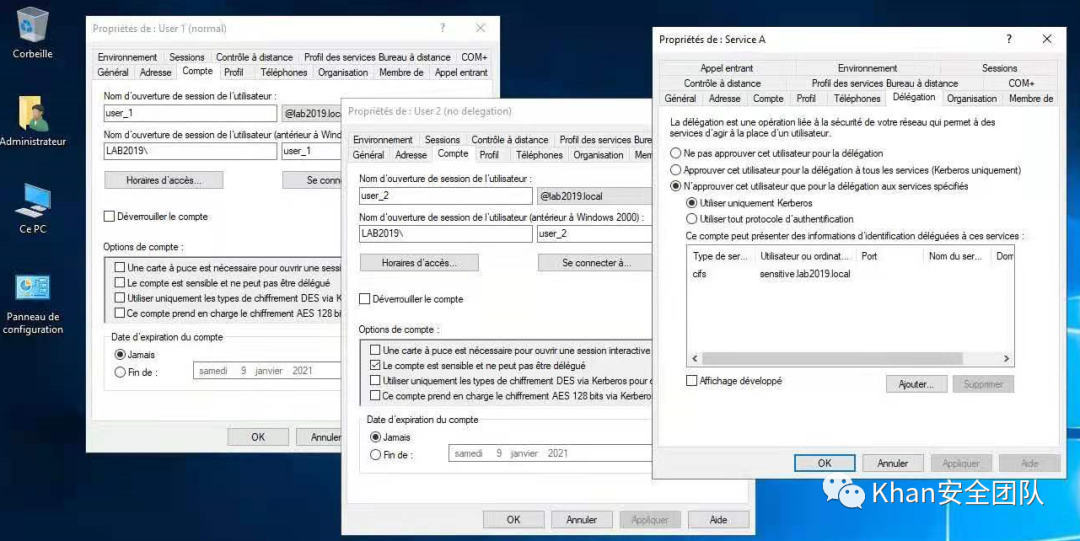 Corbeille
Administrateur
Ce PC
Panneau de
configuration
Propriétés de : User 1 (normal)
? ×
Environnement Sessions Contrôle à distance Profil des services Bureau à distance COM+
Général Adresse Compte Profil Téléphones Organisation Membre de Appel entrant
Nom d'ouverture de session de l'utilisateur :
user_1 @lab2019.loc
Nom d'ouverture de session de l'utilisateur (antérieur à Wind
LAB2019\ user_1
Horaires d'accès... Se conn
Déverrouiller le compte
Options de compte :
Une carte à puce est nécessaire pour ouvrir une sessi
Le compte est sensible et ne peut pas être délégué
Utiliser uniquement les types de chiffrement DES via K
Ce compte prend en charge le chiffrement AES 128 bi
Date d'expiration du compte
Jamais
Fin de : samedi 9 janvier 2021
OK Annuler
Propriétés de : User 2 (no delegation)
Environnement Sessions Contrôle à distance Profil des services Bure
Général Adresse Compte Profil Téléphones Organisation Mem
Nom d'ouverture de session de l'utilisateur :
user_2 @lab2019.local
Nom d'ouverture de session de l'utilisateur (antérieur à Windows 2000) :
LAB2019\ user_2
Horaires d'accès... Se connecter à...
Déverrouiller le compte
Options de compte :
Une carte à puce est nécessaire pour ouvrir une session interactive
Le compte est sensible et ne peut pas être délégué
Utiliser uniquement les types de chiffrement DES via Kerberos pour c
Ce compte prend en charge le chiffrement AES 128 bits via Kerbero
Date d'expiration du compte
Jamais
Fin de : samedi 9 janvier 2021
OK Annuler Appliquer Aide
Propriétés de : Service A
? ×
Appel entrant Environnement Sessions
Contrôle à distance Profil des services Bureau à distance COM+
Général Adresse Compte Profil Téléphones Délégation Organisation Membre de
La délégation est une opération liée à la sécurité de votre réseau qui permet à des
services d'agir à la place d'un utilisateur.
Ne pas approuver cet utilisateur pour la délégation
Approuver cet utilisateur pour la délégation à tous les services (Kerberos uniquement)
N'approuver cet utilisateur que pour la délégation aux services spécifiés
Utiliser uniquement Kerberos
Utiliser tout protocole d'authentification
Ce compte peut présenter des informations d'identification déléguées à ces services :
Type de ser... Utilisateur ou ordinat... Port Nom du ser... Dom
cifs sensitive.lab2019.local
Affichage développé Ajouter... Supprimer
OK Annuler Appliquer Aide
Khan安全团队